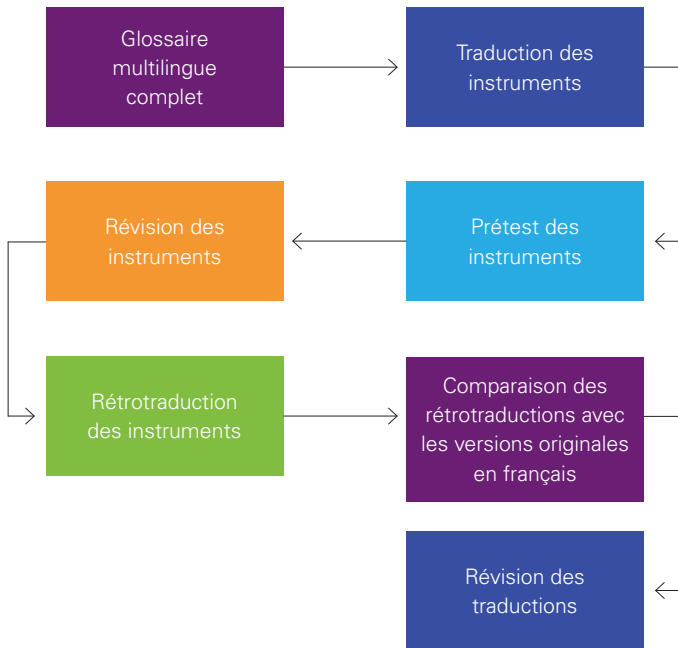 Glossaire
multilingue
complet
Traduction des
instruments
Prétest des
instruments
Révision des
instruments
Rétrotraduction
des instruments
Comparaison des
rétrotraductions avec
les versions originales
en français
Révision des
traductions